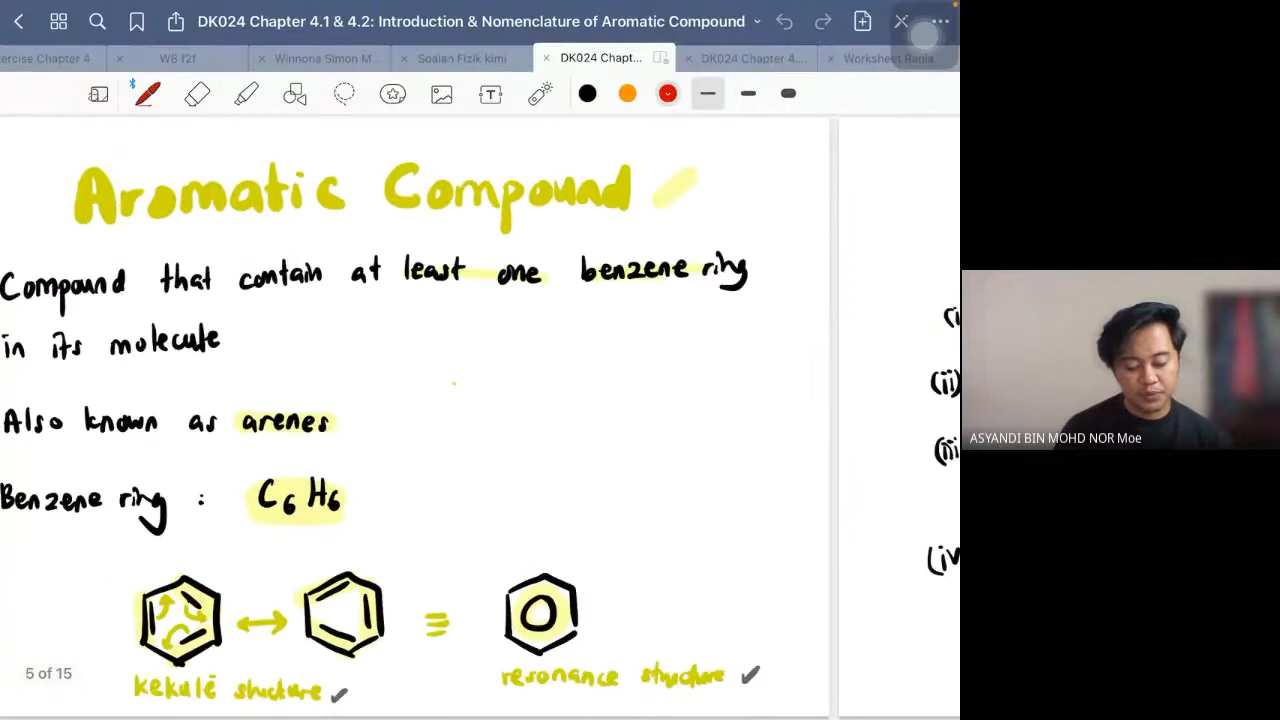 DK024 Chapter 4.1 & 4.2: Introduction & Nomenclature of Aromatic Compound
ercise Chapter 4
W8 f2f
Winnona Simon M...
Soalan Fizik kimi
DK024 Chapt...
DK024 Chapter 4....
Worksheet Rania
Aromatic Compound
Compound that contain at least one benzene ring
in its molecule
Also known as arenes
Benzene ring : C6H6
↔ ≡
kekulē structure ✓
resonance structure ✓
5 of 15
(i
(ii)
(iii
(iv
ASYANDI BIN MOHD NOR Moe